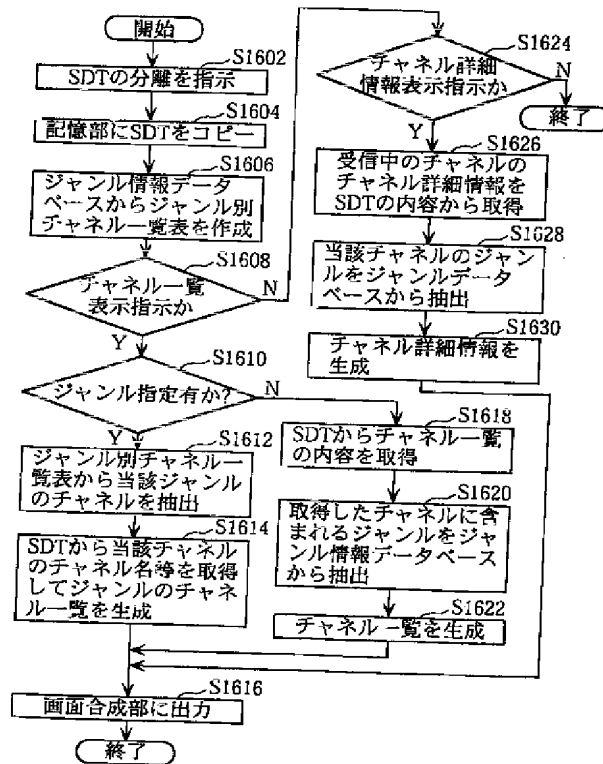 開始
S1602
SDTの分離を指示
S1604
記憶部にSDTをコピー
S1606
ジャンル情報データ
ベースからジャンル別
チャネル一覧表を作成
S1608
チャネル一覧
表示指示か
N
Y
S1610
ジャンル指定有か?
N
Y
S1612
ジャンル別チャネル一
覧表から当該ジャンル
のチャネルを抽出
S1614
SDTから当該チャネル
のチャネル名等を取得
してジャンルのチャネ
ル一覧を生成
S1616
画面合成部に出力
終了
S1618
SDTからチャネル一覧
の内容を取得
S1620
取得したチャネルに含
まれるジャンルをジャ
ンル情報データベース
から抽出
S1622
チャネル一覧を生成
S1624
チャネル詳細
情報表示指示か
N
終了
Y
S1626
受信中のチャネルの
チャネル詳細情報を
SDTの内容から取得
S1628
当該チャネルのジャン
ルをジャンルデータ
ベースから抽出
S1630
チャネル詳細情報を
生成